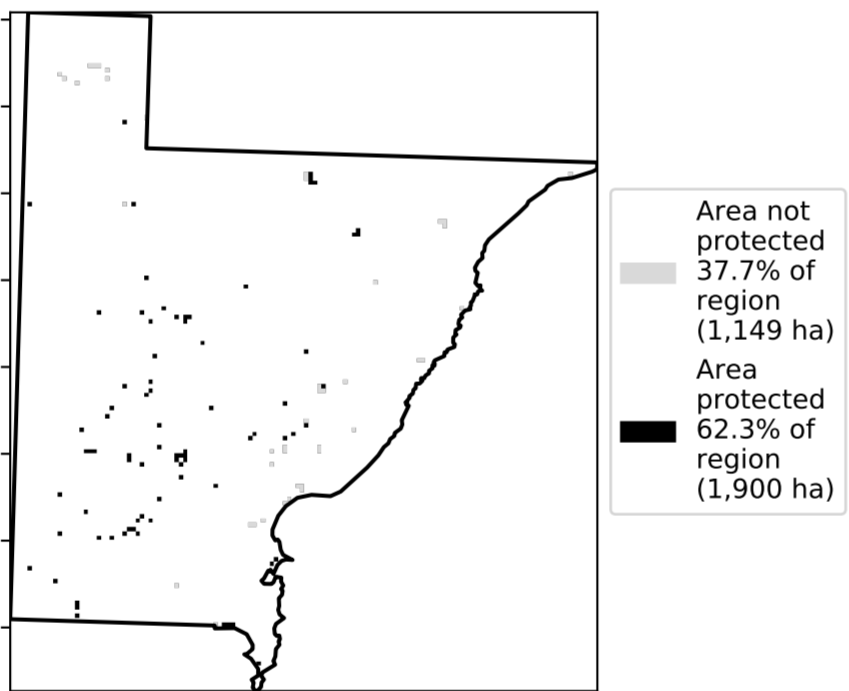 Area not
protected
37.7% of
region
(1,149 ha)
Area
protected
62.3% of
region
(1,900 ha)